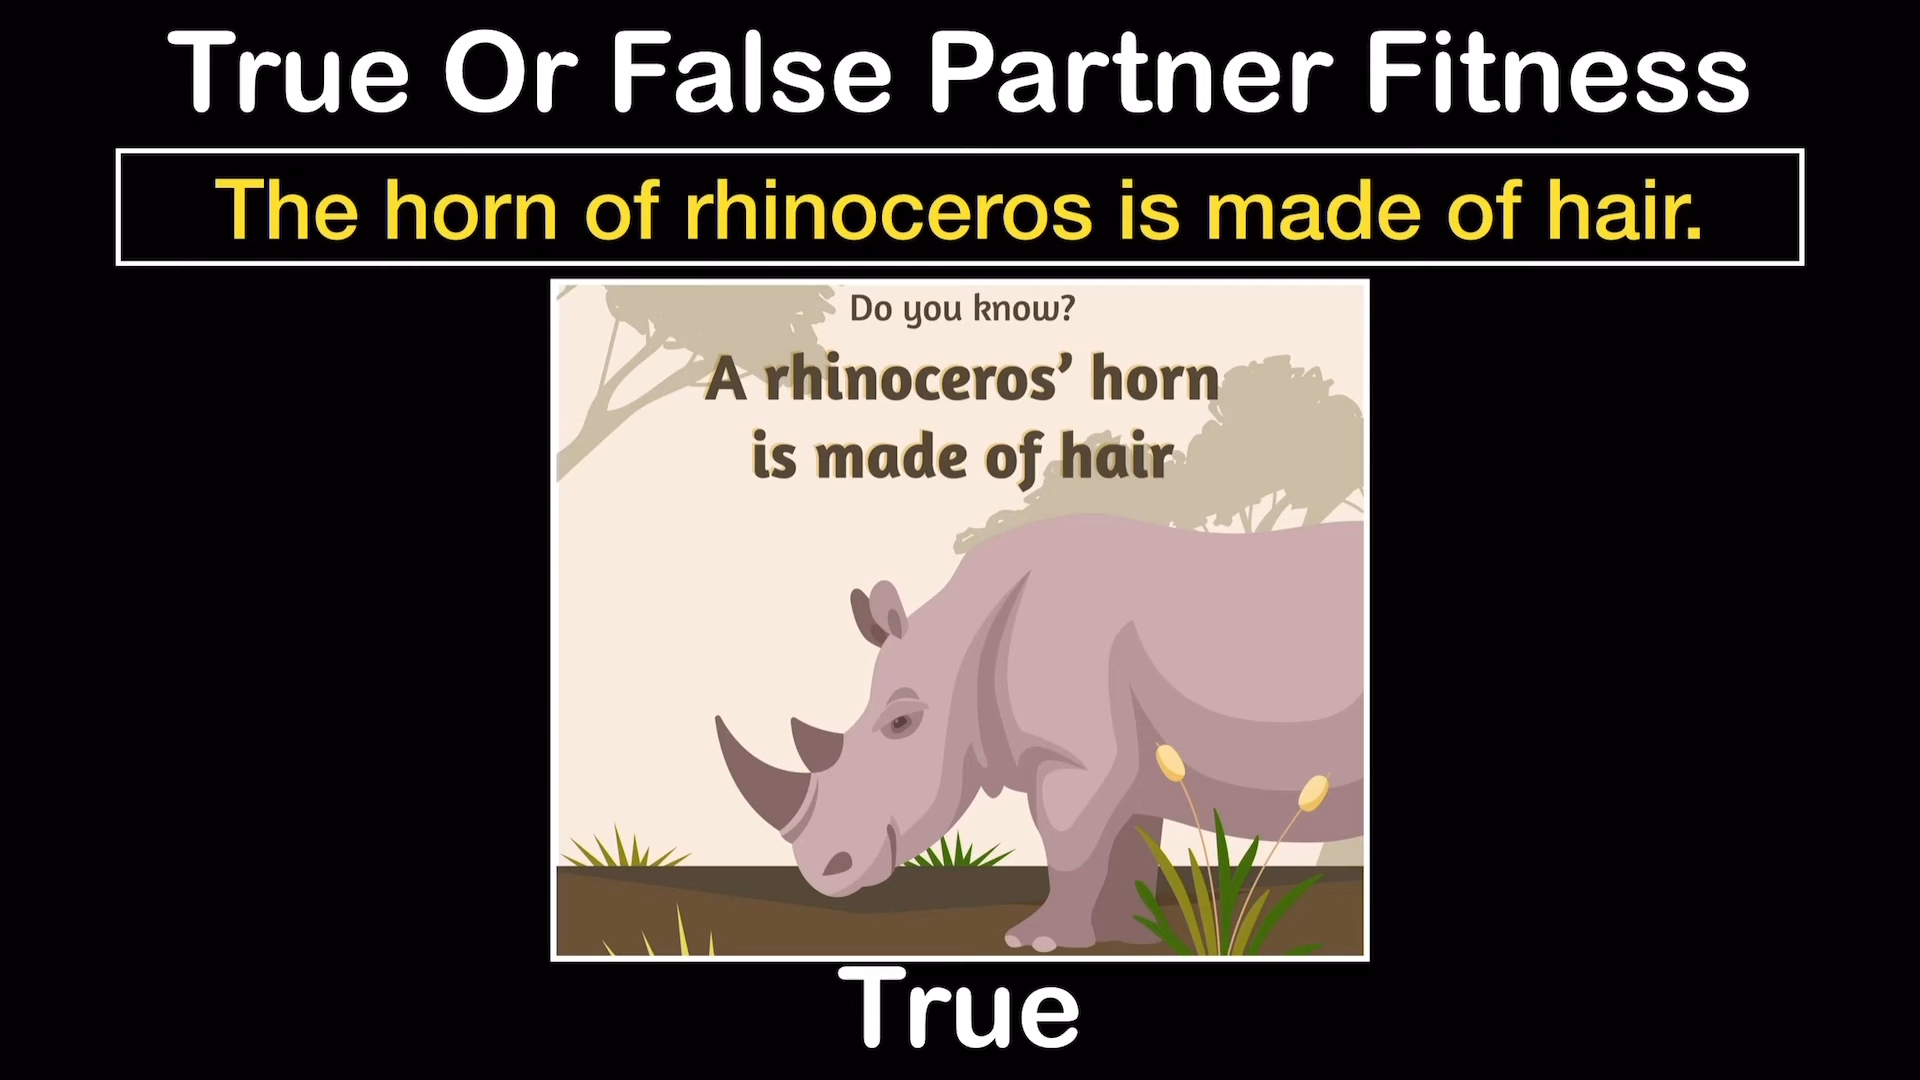 True Or False Partner Fitness
The horn of rhinoceros is made of hair.
Do you know?
A rhinoceros’ horn
is made of hair
True